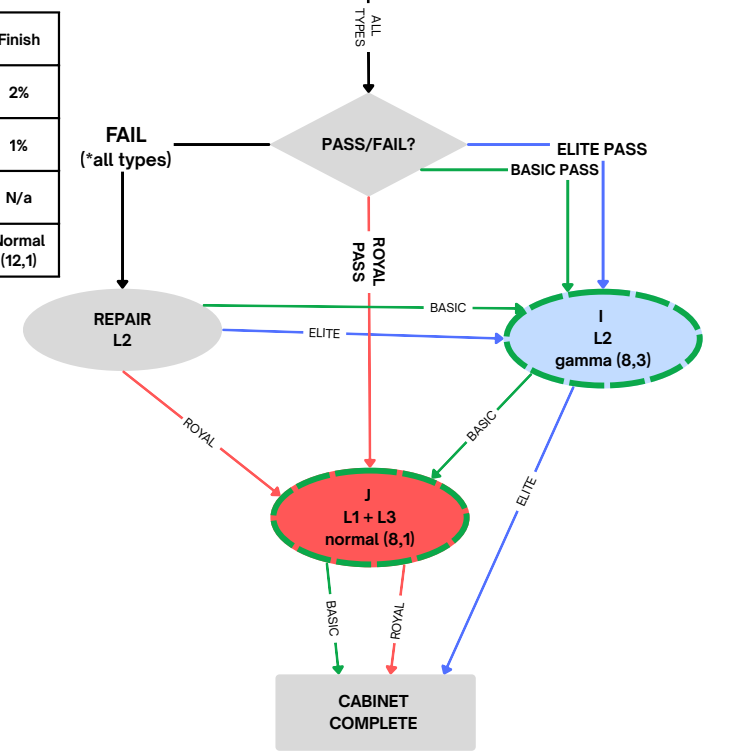 ALL
TYPES
Finish
2%
1%
N/a
(12,1)
FAIL
(*all types)
PASS/FAIL?
ELITE PASS
BASIC PASS
ROYAL
PASS
REPAIR
L2
BASIC
ELITE
I
L2
gamma (8,3)
ROYAL
BASIC
ELITE
J
L1 + L3
normal (8,1)
BASIC
ROYAL
CABINET
COMPLETE